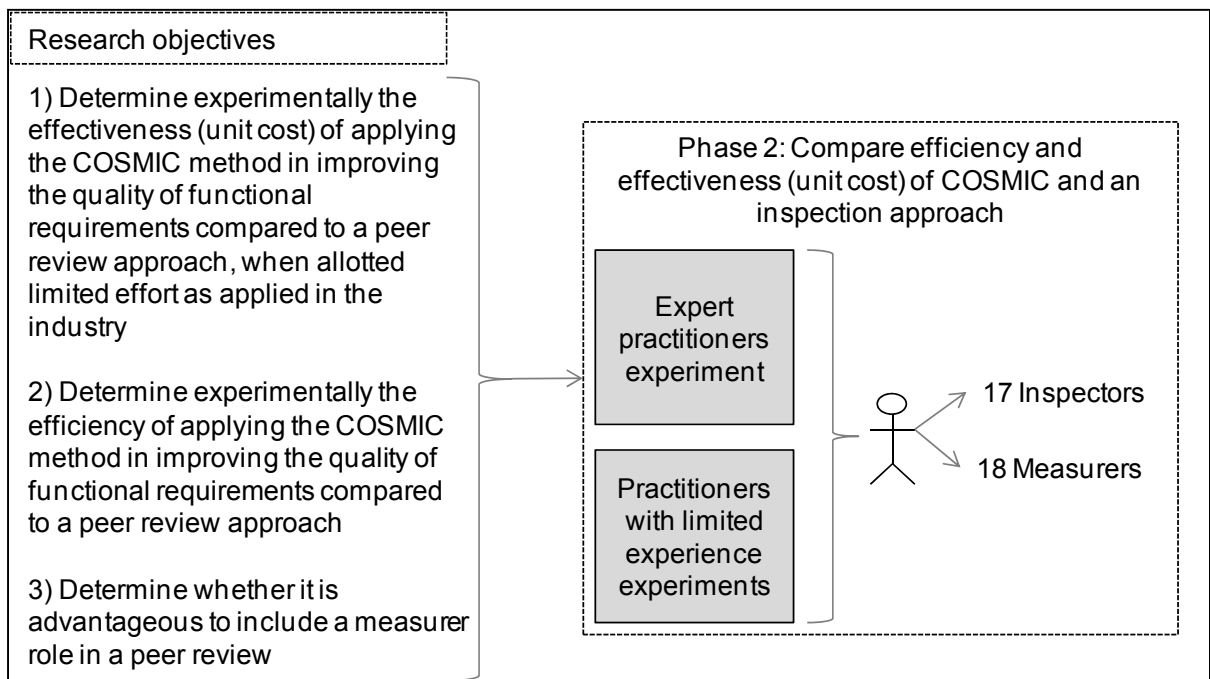 Research objectives
1) Determine experimentally the
effectiveness (unit cost) of applying
the COSMIC method in improving
the quality of functional
requirements compared to a peer
review approach, when allotted
limited effort as applied in the
industry
2) Determine experimentally the
efficiency of applying the COSMIC
method in improving the quality of
functional requirements compared
to a peer review approach
3) Determine whether it is
advantageous to include a measurer
role in a peer review
Phase 2: Compare efficiency and
effectiveness (unit cost) of COSMIC and an
inspection approach
Expert
practitioners
experiment
Practitioners
with limited
experience
experiments
17 Inspectors
18 Measurers